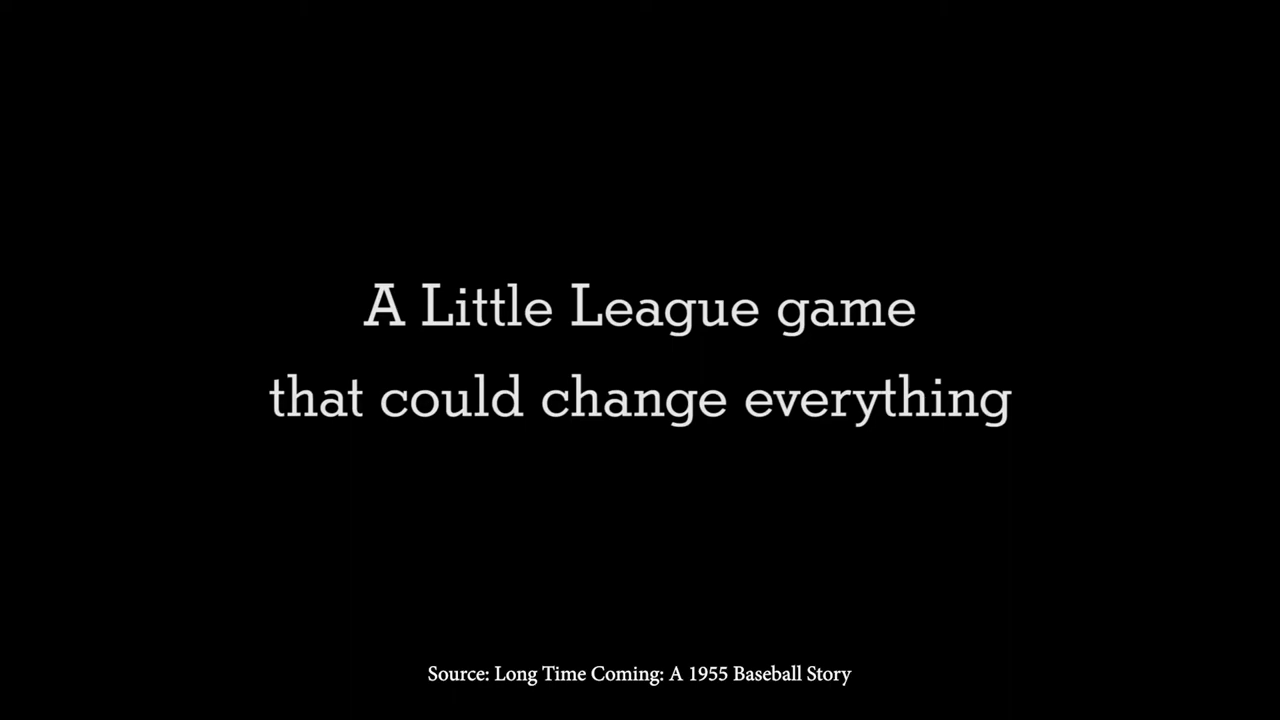 A Little League game
that could change everything
Source: Long Time Coming: A 1955 Baseball Story